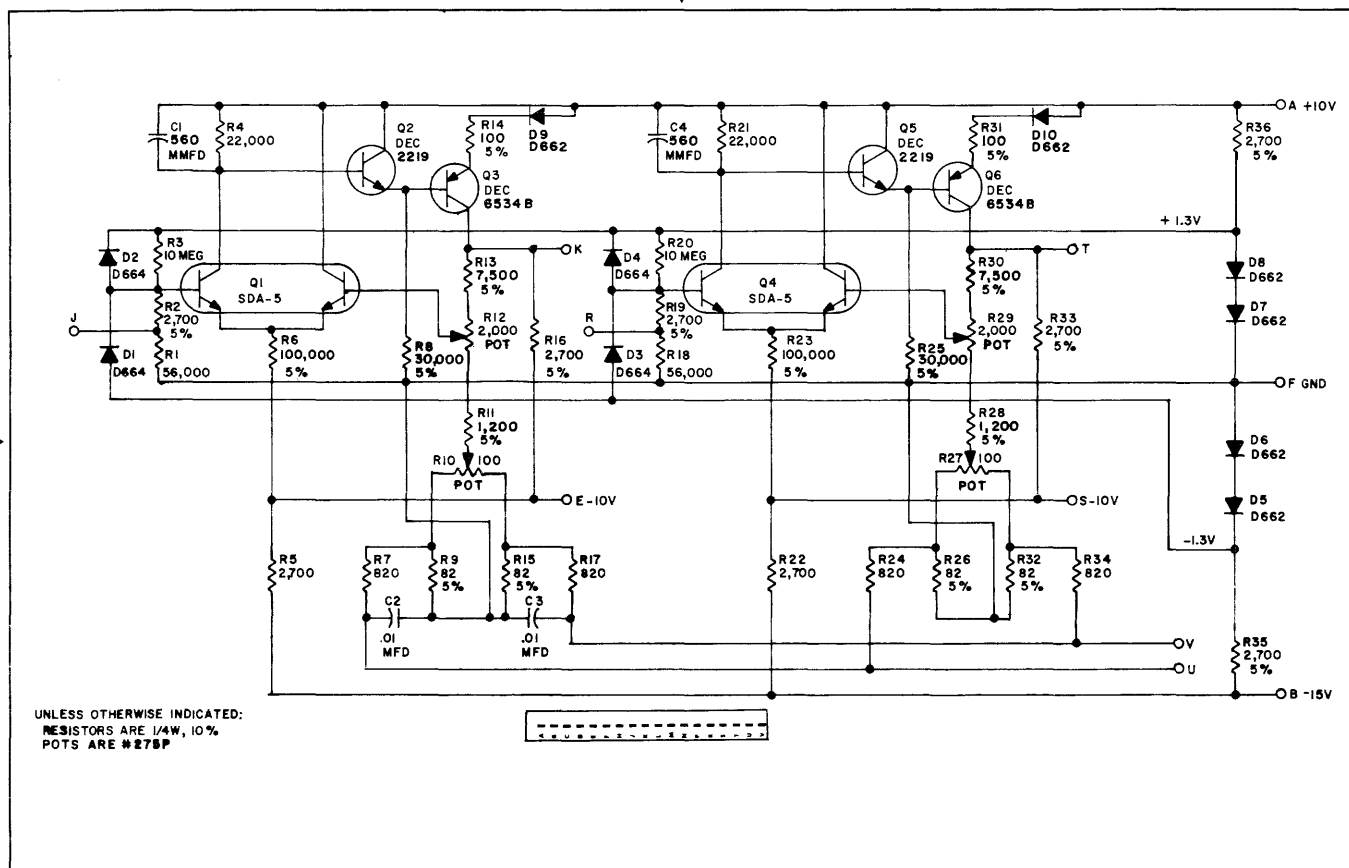 C1
560
MMFD
R4
22,000
Q2
DEC
2219
R14
100
5%
D9
D662
Q3
DEC
6534B
C4
560
MMFD
R21
22,000
Q5
DEC
2219
R31
100
5%
D10
D662
Q6
DEC
6534B
A +10V
R36
2,700
5%
+ 1.3V
D2
D664
R3
10 MEG
Q1
SDA-5
K
R13
7,500
5%
D4
D664
R20
10 MEG
Q4
SDA-5
T
R30
7,500
5%
D8
D662
D7
D662
J
R2
2,700
5%
R12
2,000
POT
R
R19
2,700
5%
R29
2,000
POT
R33
2,700
5%
D1
D664
R1
56,000
R6
100,000
5%
R8
30,000
5%
R16
2,700
5%
D3
D664
R18
56,000
R23
100,000
5%
R25
30,000
5%
F GND
R11
1,200
5%
R28
1,200
5%
D6
D662
R10 100
POT
R27 100
POT
E-10V
S-10V
D5
D662
-1.3V
R5
2,700
R7
820
R9
82
5%
R15
82
5%
R17
820
R22
2,700
R24
820
R26
82
5%
R32
82
5%
R34
820
C2
.01
MFD
C3
.01
MFD
V
U
R35
2,700
5%
B -15V
UNLESS OTHERWISE INDICATED:
RESISTORS ARE 1/4W, 10%
POTS ARE #275P